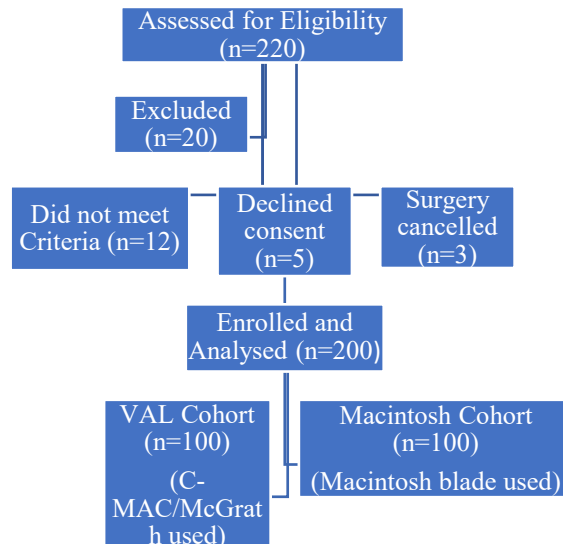 Assessed for Eligibility
(n=220)
Excluded
(n=20)
Did not meet
Criteria (n=12)
Declined
consent
(n=5)
Surgery
cancelled
(n=3)
Enrolled and
Analysed (n=200)
VAL Cohort
(n=100)
(C-
MAC/McGrat
h used)
Macintosh Cohort
(n=100)
(Macintosh blade used)